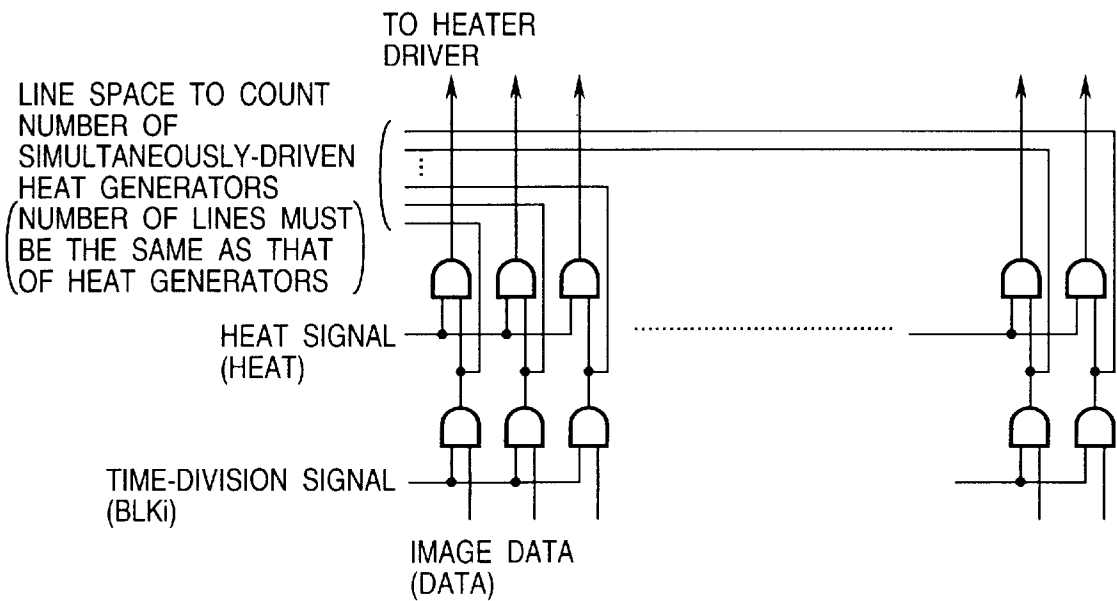 TO HEATER
DRIVER
LINE SPACE TO COUNT
NUMBER OF
SIMULTANEOUSLY-DRIVEN
HEAT GENERATORS
(NUMBER OF LINES MUST
BE THE SAME AS THAT
OF HEAT GENERATORS)
HEAT SIGNAL
(HEAT)
TIME-DIVISION SIGNAL
(BLKi)
IMAGE DATA
(DATA)